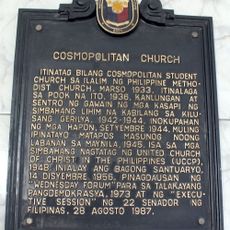 COSMOPOLITAN CHURCH
ITINATAG BILANG COSMOPOLITAN STUDENT
CHURCH SA ILALIM NG PHILIPPINE METHO-
DIST CHURCH, MARSO 1933. ITINALAGA
SA POOK NA ITO, 1936. KANLUNGAN AT
SENTRO NG GAWAIN NG MGA KASAPI NG
SIMBAHANG LIHIM NA KABILANG SA KILU-
SANG GERILYA, 1942-1944. INOKUPAHAN
NG MGA HAPON, SETYEMBRE 1944. MULING
IPINATAYO MATAPOS MASUNOG NOONG
LABANAN SA MAYNILA, 1945. ISA SA MGA
SIMBAHANG NAGTATAG NG UNITED CHURCH
OF CHRIST IN THE PHILIPPINES (UCCP),
1948. INIALAY ANG BAGONG SANTUARYO,
14 DISYEMBRE 1956. PINAGDAUSAN NG
"WEDNESDAY FORUM" PARA SA TALAKAYANG
PANGDEMOKRASYA, 1973 AT NG "EXECU-
TIVE SESSION" NG 22 SENADOR NG
PILIPINAS, 28 AGOSTO 1987.